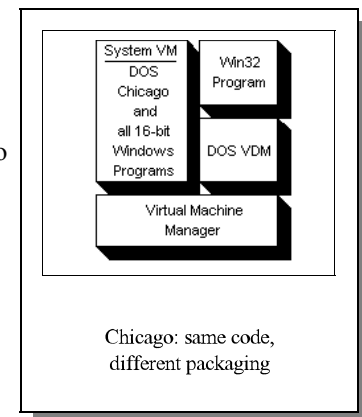 System VM
DOS
Chicago
and
all 16-bit
Windows
Programs
Win32
Program
DOS VDM
Virtual Machine
Manager
Chicago: same code,
different packaging